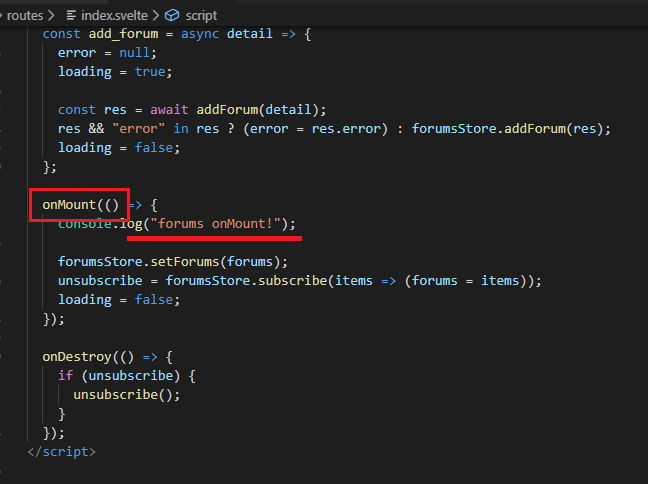 routes > index.svelte > script
const add_forum = async detail => {
error = null;
loading = true;
const res = await addForum(detail);
res && "error" in res ? (error = res.error) : forumsStore.addForum(res);
loading = false;
};
onMount(() => {
console.log("forums onMount!");
forumsStore.setForums(forums);
unsubscribe = forumsStore.subscribe(items => (forums = items));
loading = false;
});
onDestroy(() => {
if (unsubscribe) {
unsubscribe();
}
});
</script>